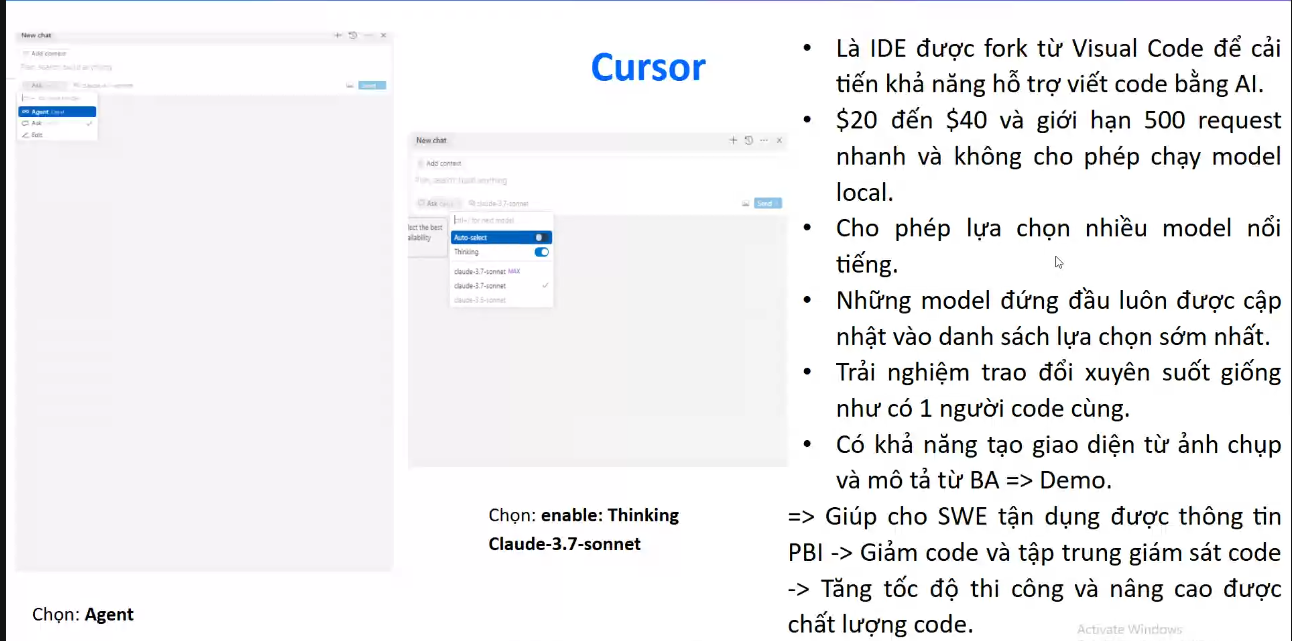 New chat
Add context
Ask
claude-3.7-sonnet
Send
Agent
Ask
Edit
Chọn: Agent
Cursor
New chat
Add context
Ask
claude-3.7-sonnet
Send
for next model
lect the best
ailability
Auto-select
Thinking
claude-3.7-sonnet MAX
claude-3.7-sonnet
claude-3.5-sonnet
Chọn: enable: Thinking
Claude-3.7-sonnet
• Là IDE được fork từ Visual Code để cải
tiến khả năng hỗ trợ viết code bằng AI.
• $20 đến $40 và giới hạn 500 request
nhanh và không cho phép chạy model
local.
• Cho phép lựa chọn nhiều model nổi
tiếng.
• Những model đứng đầu luôn được cập
nhật vào danh sách lựa chọn sớm nhất.
• Trải nghiệm trao đổi xuyên suốt giống
như có 1 người code cùng.
• Có khả năng tạo giao diện từ ảnh chụp
và mô tả từ BA => Demo.
=> Giúp cho SWE tận dụng được thông tin
PBI -> Giảm code và tập trung giám sát code
-> Tăng tốc độ thi công và nâng cao được
chất lượng code.
Activate Windows